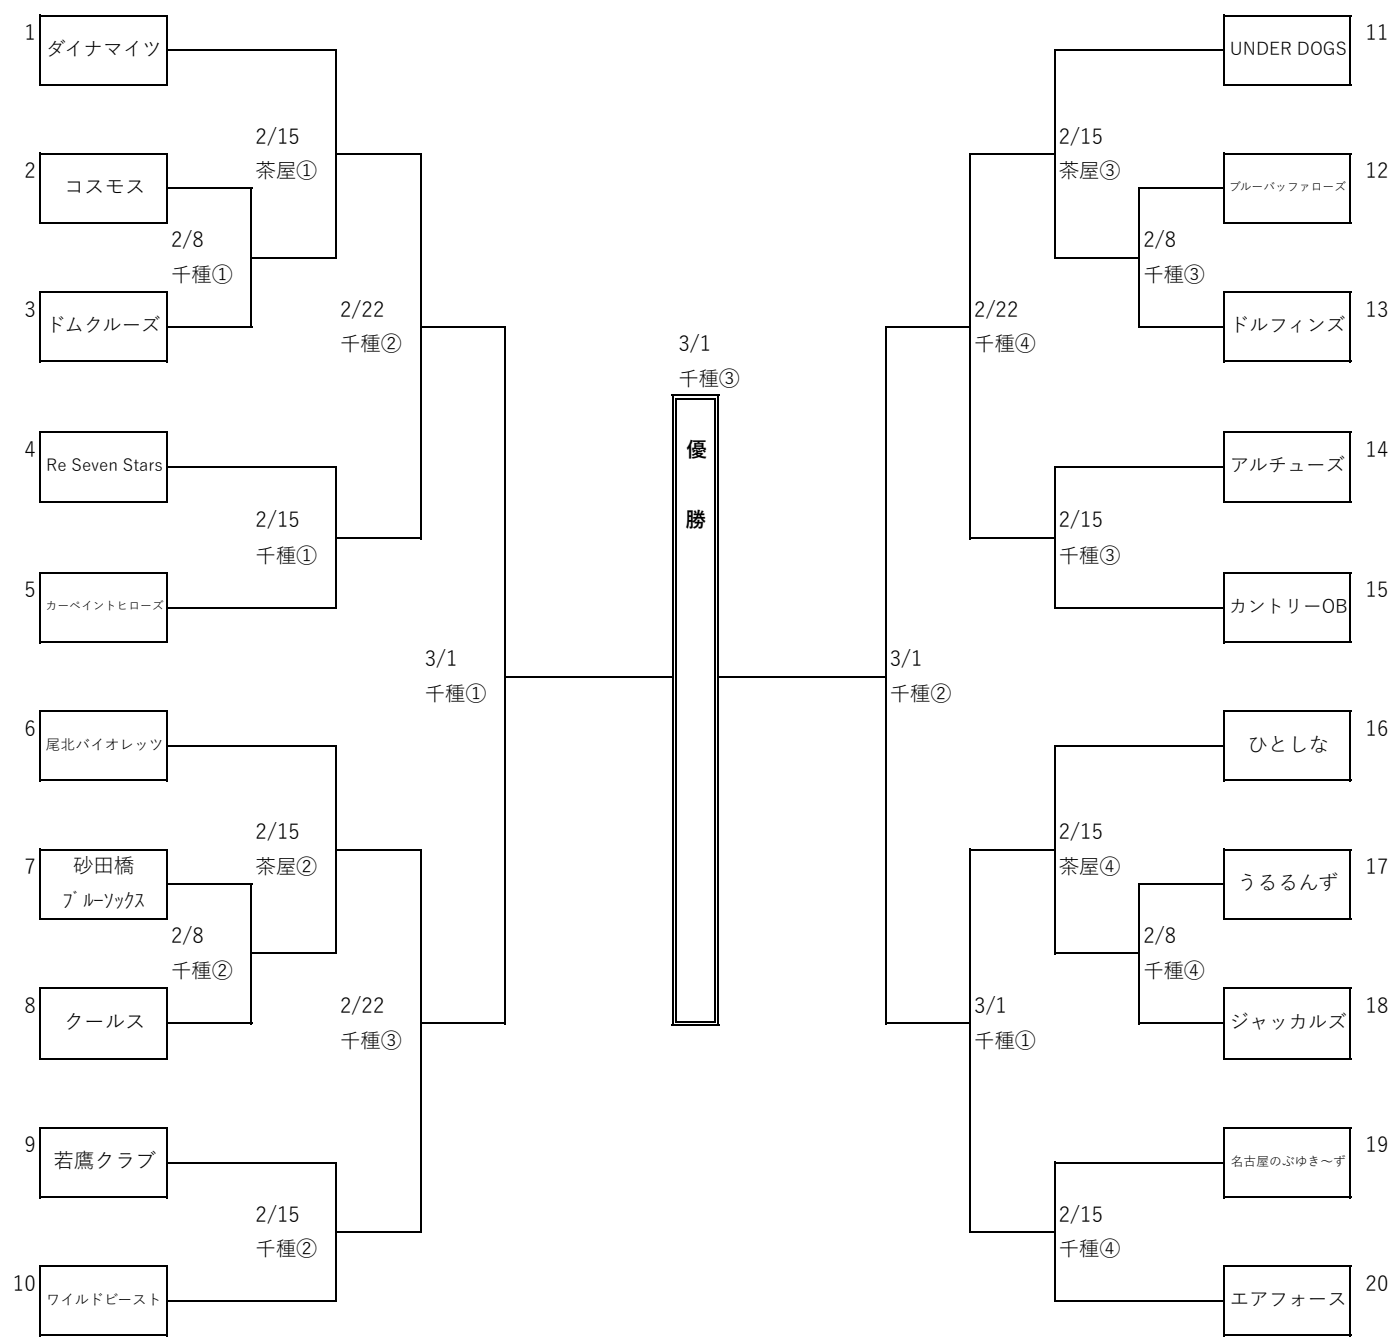 1
ダイナマイツ
2/15
茶屋①
2
コスモス
2/8
千種①
3
ドムクルーズ
2/22
千種②
4
Re Seven Stars
2/15
千種①
5
カーペイントヒローズ
3/1
千種①
6
尾北バイオレッツ
2/15
茶屋②
7
砂田橋
ﾌﾞﾙｰｿｯｸｽ
2/8
千種②
8
クールス
2/22
千種③
9
若鷹クラブ
2/15
千種②
10
ワイルドビースト
3/1
千種③
優
勝
11
UNDER DOGS
2/15
茶屋③
12
ブルーバッファローズ
2/8
千種③
13
ドルフィンズ
2/22
千種④
14
アルチューズ
2/15
千種③
15
カントリーOB
3/1
千種②
16
ひとしな
2/15
茶屋④
17
うるるんず
2/8
千種④
18
ジャッカルズ
3/1
千種①
19
名古屋のぶゆき～ず
2/15
千種④
20
エアフォース